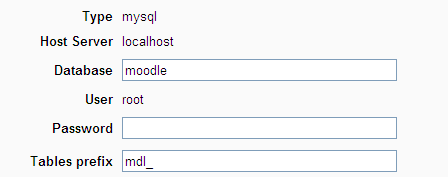 Type mysql
Host Server localhost
Database moodle
User root
Password
Tables prefix mdl_